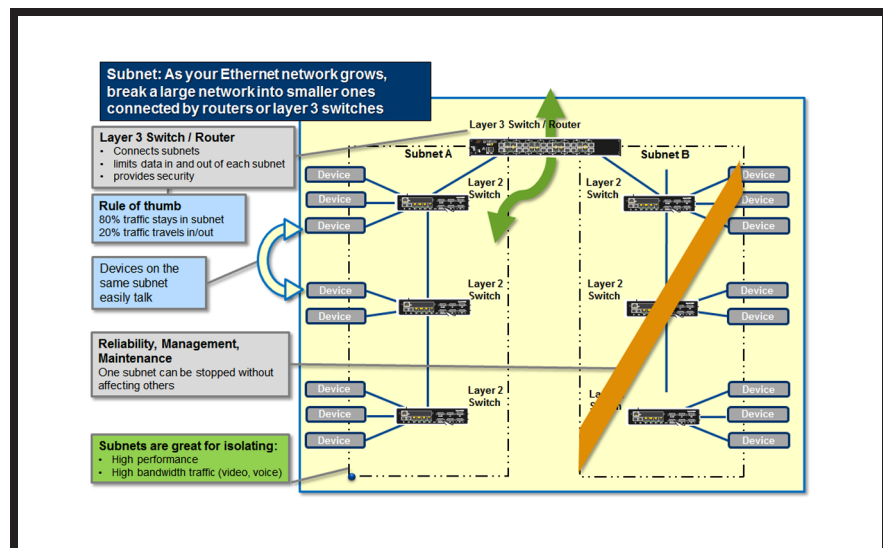 Subnet: As your Ethernet network grows,
break a large network into smaller ones
connected by routers or layer 3 switches
Layer 3 Switch / Router
Layer 3 Switch / Router
• Connects subnets
• limits data in and out of each subnet
• provides security
Subnet A
Subnet B
Rule of thumb
80% traffic stays in subnet
20% traffic travels in/out
Devices on the
same subnet
easily talk
Reliability, Management,
Maintenance
One subnet can be stopped without
affecting others
Subnets are great for isolating:
• High performance
• High bandwidth traffic (video, voice)
Device
Device
Device
Layer 2
Switch
Device
Device
Layer 2
Switch
Device
Device
Device
Layer 2
Switch
Layer 2
Switch
Device
Device
Device
Layer 2
Switch
Device
Device
Device
Device
Device